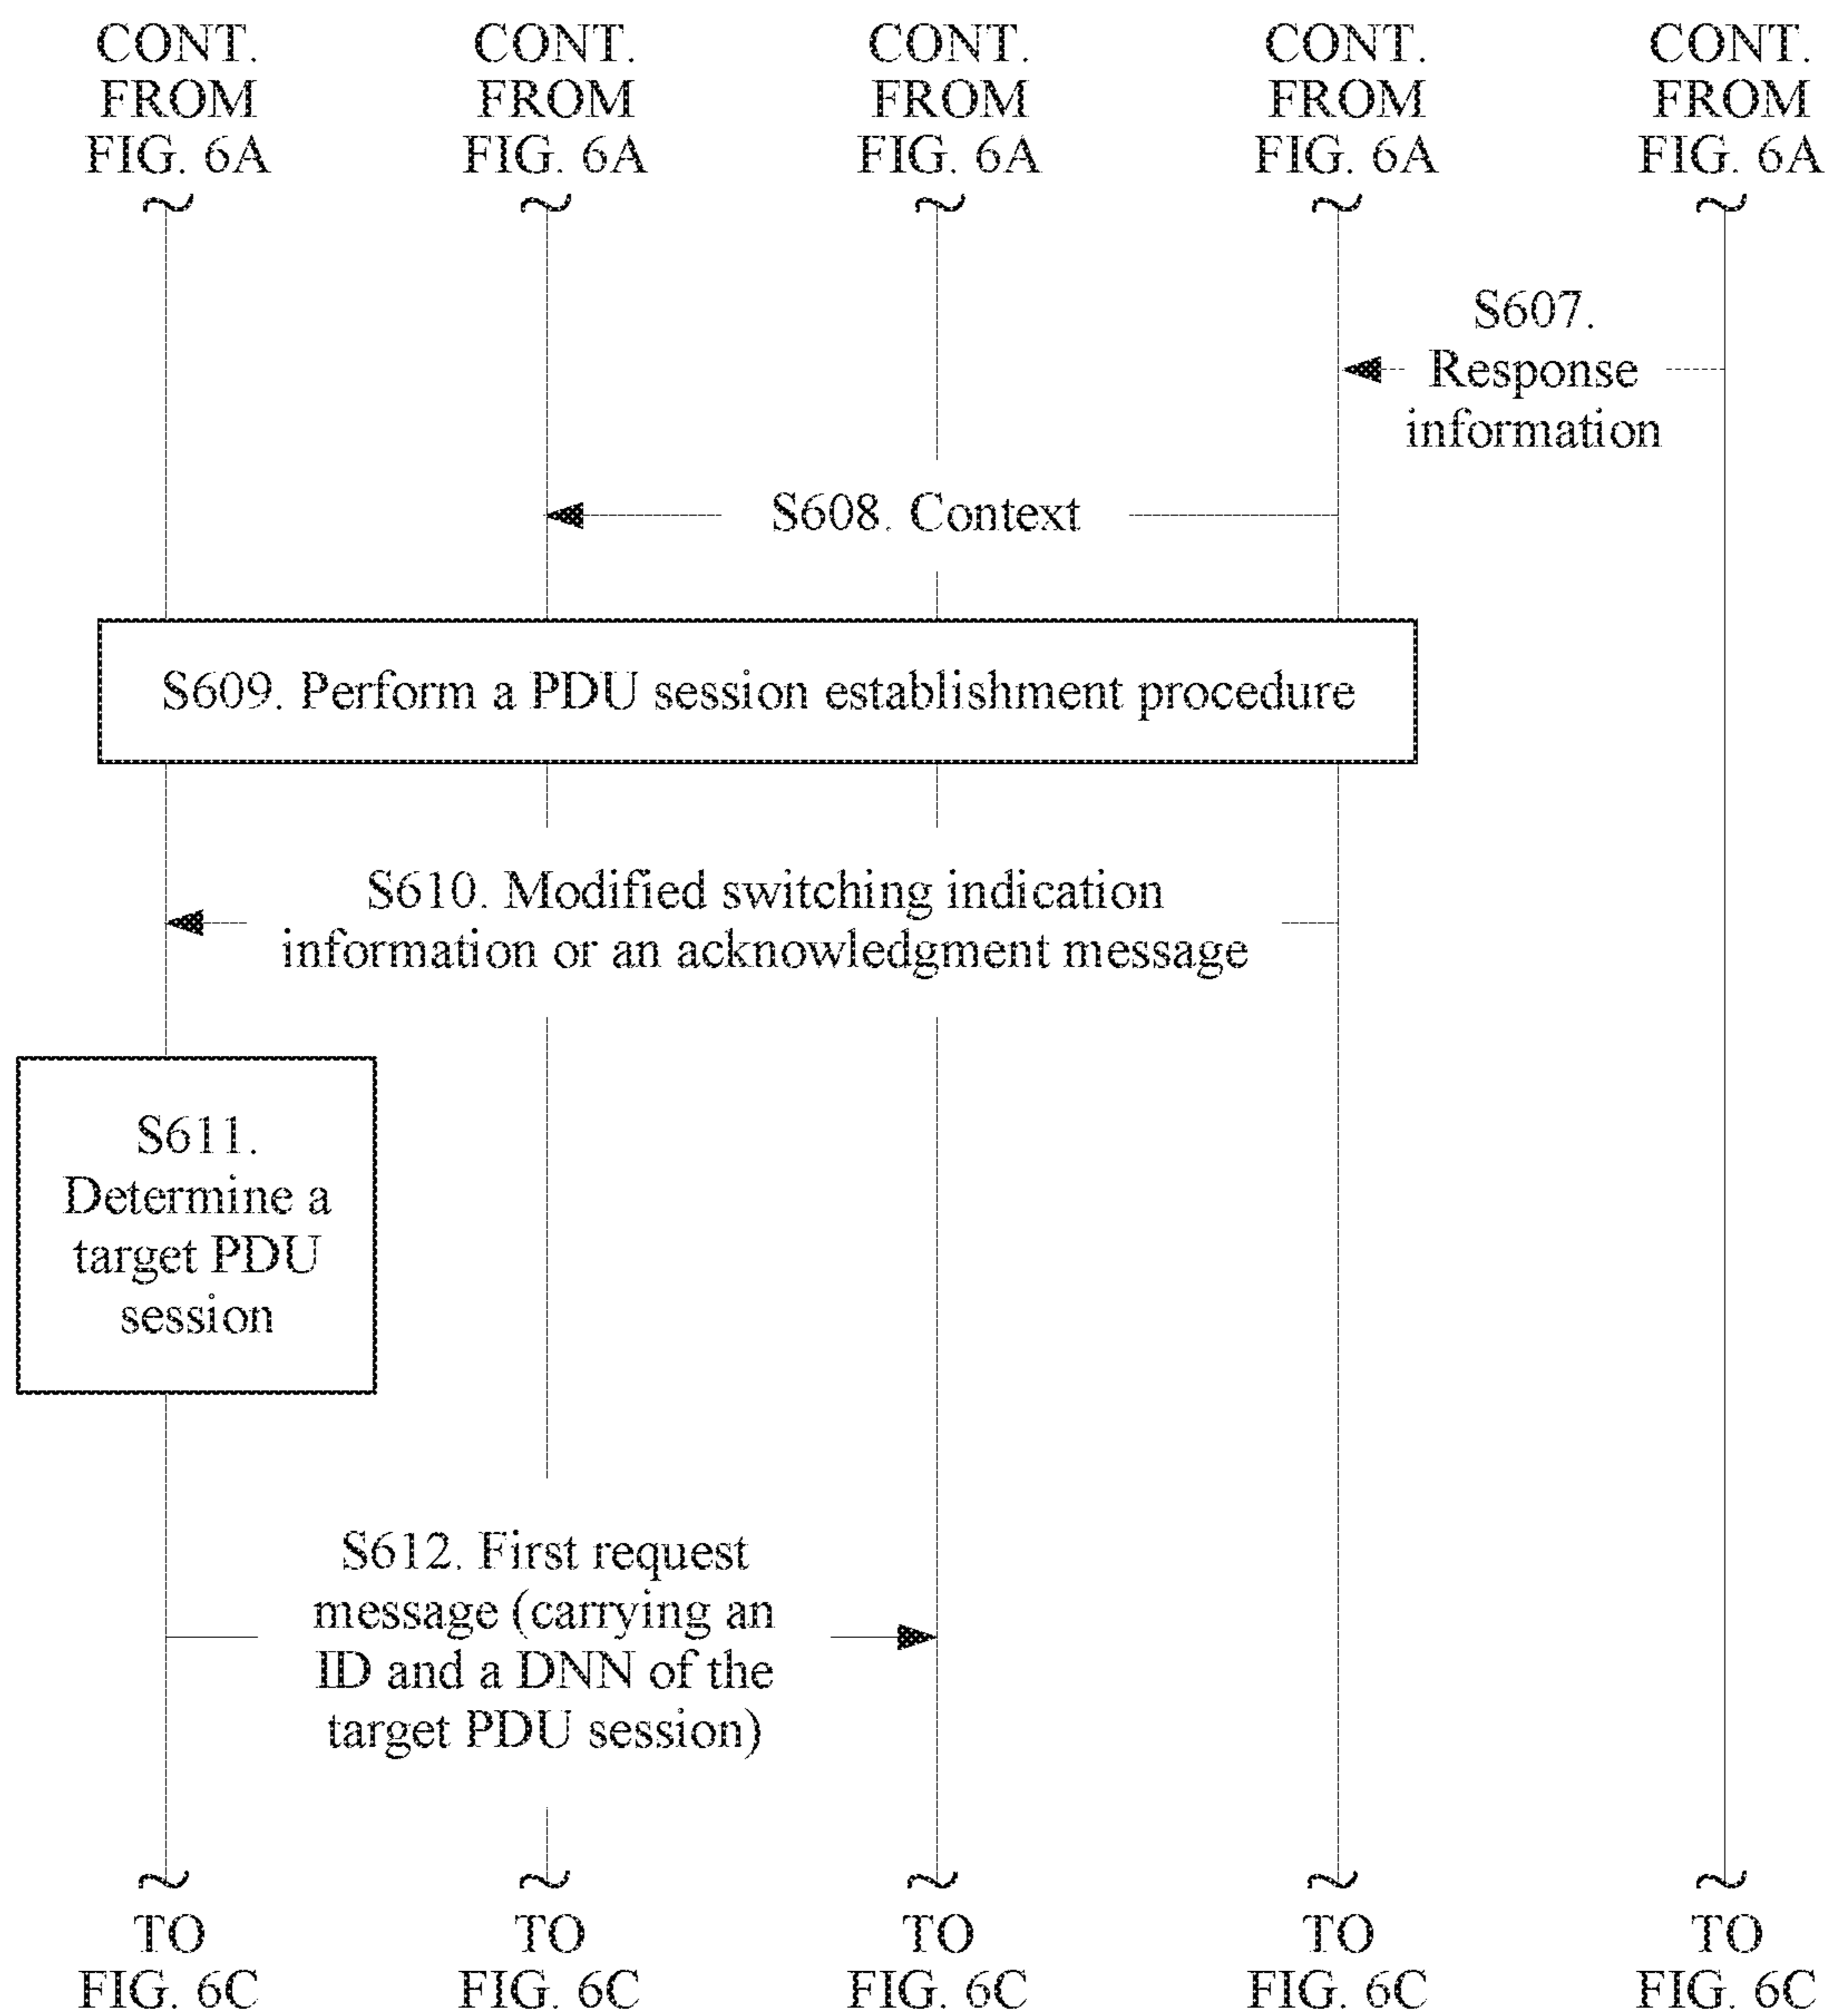 CONT. FROM FIG. 6A
CONT. FROM FIG. 6A
CONT. FROM FIG. 6A
CONT. FROM FIG. 6A
CONT. FROM FIG. 6A
S607.
Response
information
S608. Context
S609. Perform a PDU session establishment procedure
S610. Modified switching indication
information or an acknowledgment message
S611.
Determine a
target PDU
session
S612. First request
message (carrying an
ID and a DNN of the
target PDU session)
TO FIG. 6C
TO FIG. 6C
TO FIG. 6C
TO FIG. 6C
TO FIG. 6C